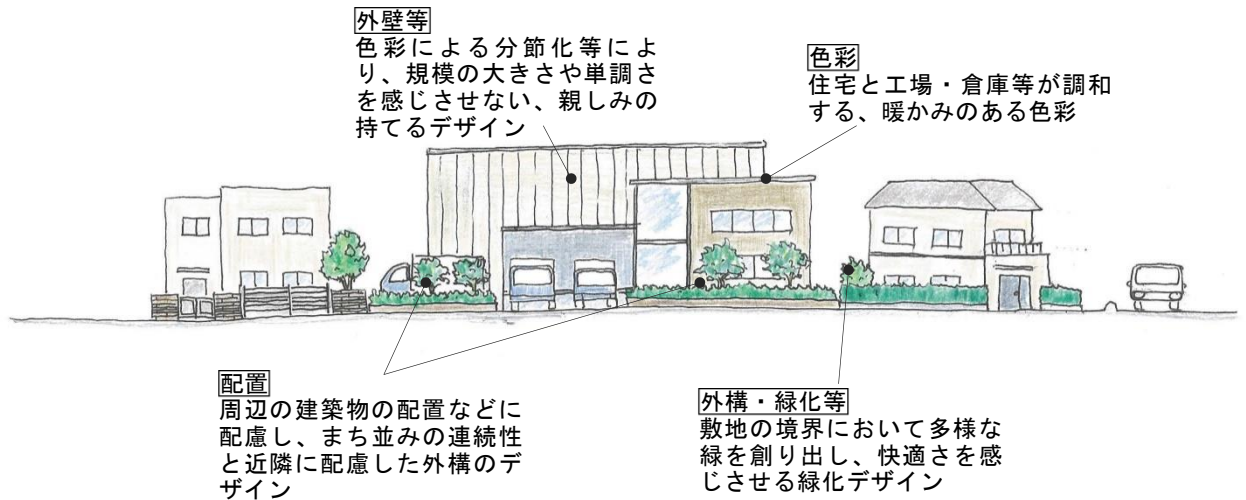 外壁等
色彩による分節化等によ
り、規模の大きさや単調さ
を感じさせない、親しみの
持てるデザイン
色彩
住宅と工場・倉庫等が調和
する、暖かみのある色彩
配置
周辺の建築物の配置などに
配慮し、まち並みの連続性
と近隣に配慮した外構のデ
ザイン
外構・緑化等
敷地の境界において多様な
緑を創り出し、快適さを感
じさせる緑化デザイン